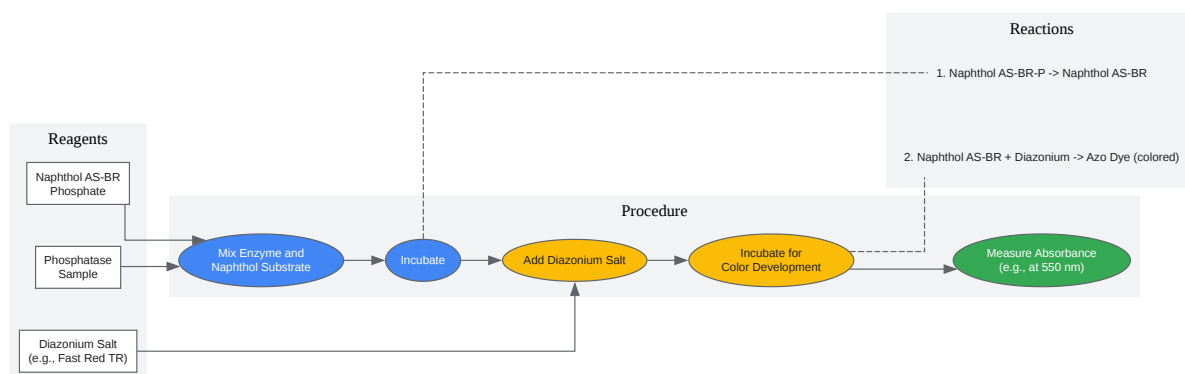 Reactions
1. Naphthol AS-BR-P -> Naphthol AS-BR
2. Naphthol AS-BR + Diazonium -> Azo Dye (colored)
Reagents
Naphthol AS-BR
Phosphate
Phosphatase
Sample
Diazonium Salt
(e.g., Fast Red TR)
Procedure
Mix Enzyme and
Naphthol Substrate
Incubate
Add Diazonium Salt
Incubate for
Color Development
Measure Absorbance
(e.g., at 550 nm)